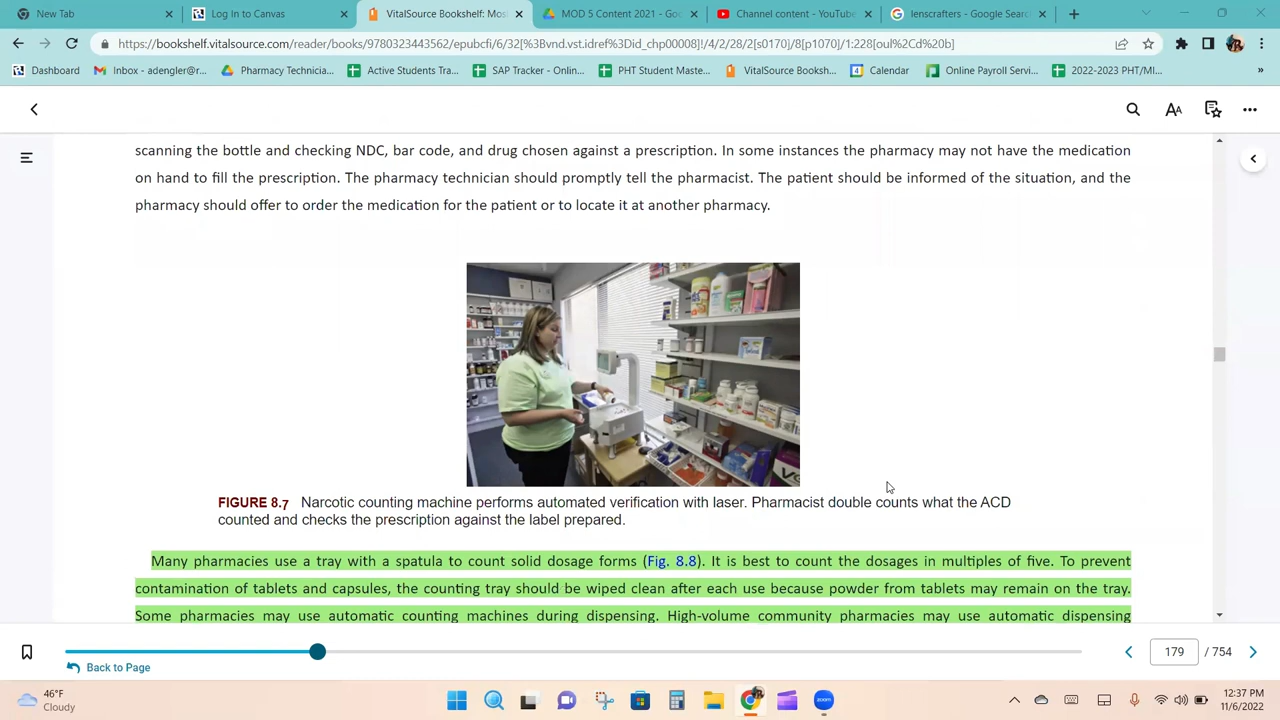 New Tab
Log In to Canvas
VitalSource Bookshelf: Mos
MOD 5 Content 2021 - Goo
Channel content - YouTube
lenscrafters - Google Searc
https://bookshelf.vitalsource.com/reader/books/9780323443562/epubcfi/6/32[%3Bvnd.vst.idref%3Did_chp00008]!/4/2/28/2[s0170]/8[p1070]/1:228[oul%2Cd%20b]
Dashboard
Inbox - adengler@r...
Pharmacy Technicia...
Active Students Tra...
SAP Tracker - Onlin...
PHT Student Maste...
VitalSource Booksh...
Calendar
Online Payroll Servi...
2022-2023 PHT/MI...
»
AA
scanning the bottle and checking NDC, bar code, and drug chosen against a prescription. In some instances the pharmacy may not have the medication
on hand to fill the prescription. The pharmacy technician should promptly tell the pharmacist. The patient should be informed of the situation, and the
pharmacy should offer to order the medication for the patient or to locate it at another pharmacy.
FIGURE 8.7 Narcotic counting machine performs automated verification with laser. Pharmacist double counts what the ACD
counted and checks the prescription against the label prepared.
Many pharmacies use a tray with a spatula to count solid dosage forms (Fig. 8.8). It is best to count the dosages in multiples of five. To prevent
contamination of tablets and capsules, the counting tray should be wiped clean after each use because powder from tablets may remain on the tray.
Some pharmacies may use automatic counting machines during dispensing. High-volume community pharmacies may use automatic dispensing
179 / 754
Back to Page
46°F
Cloudy
zoom
12:37 PM
11/6/2022